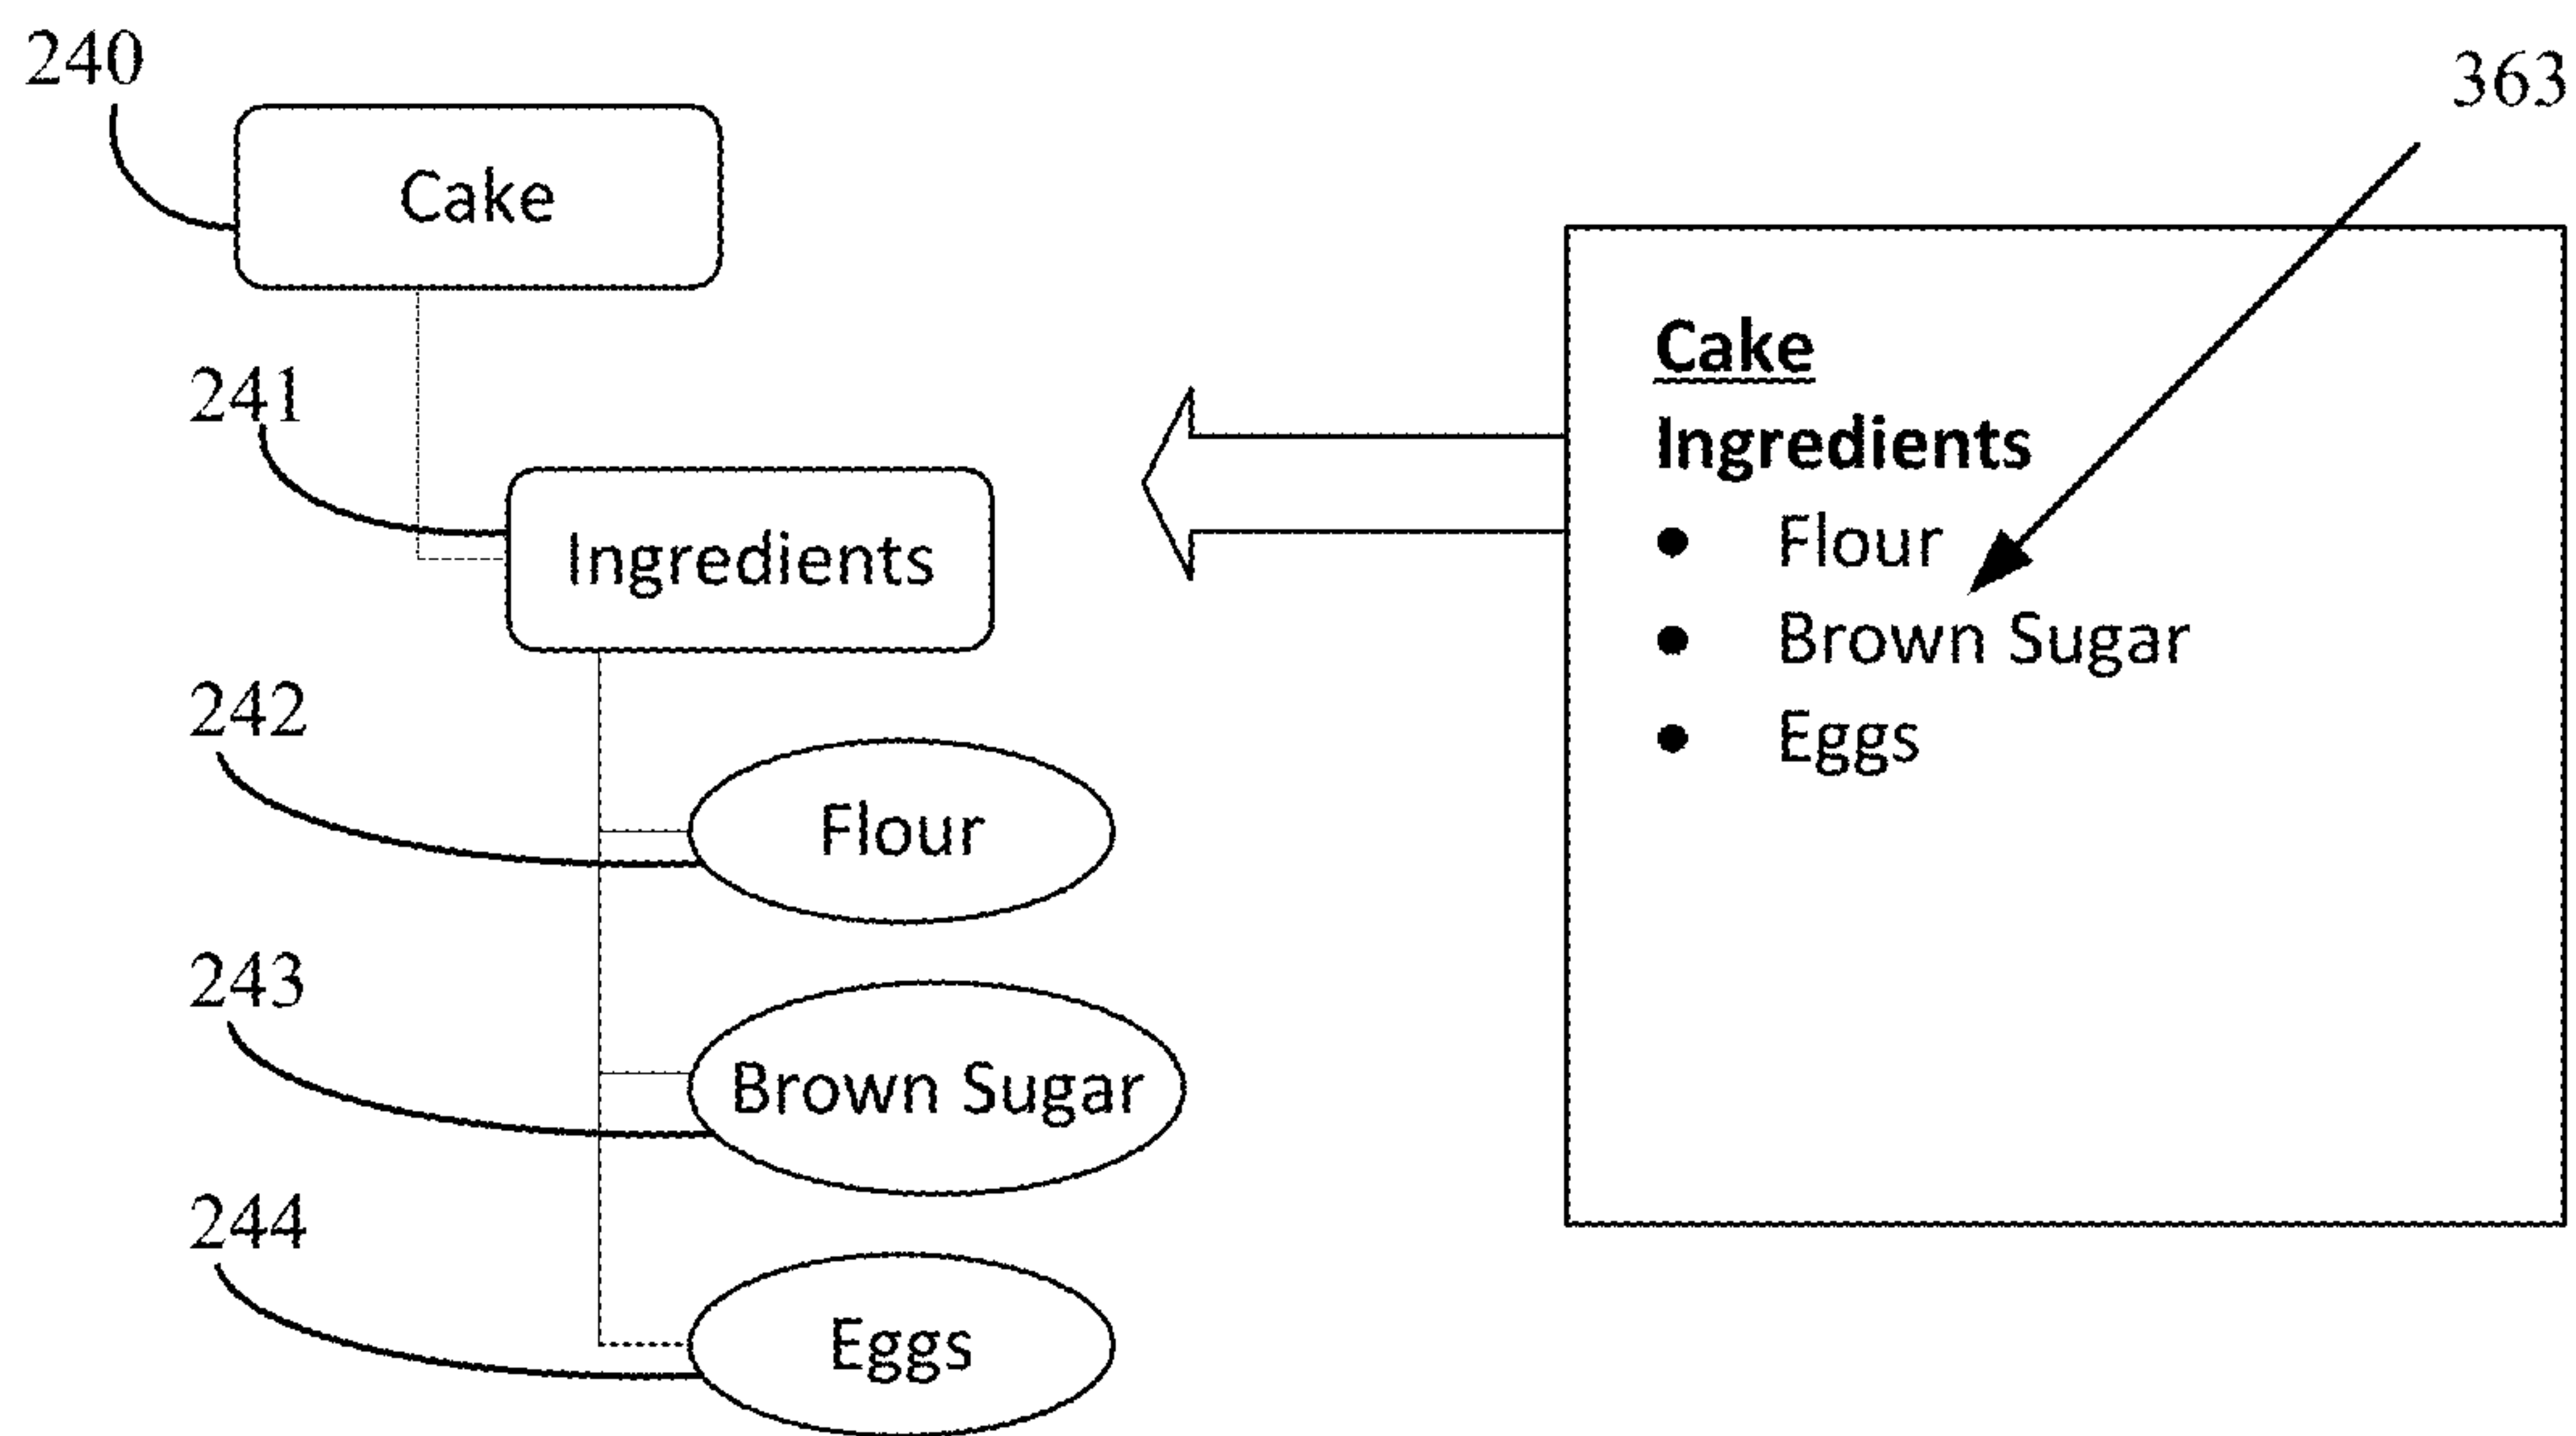 240
363
Cake
241
Ingredients
242
Flour
243
Brown Sugar
244
Eggs
Cake
Ingredients
• Flour
• Brown Sugar
• Eggs